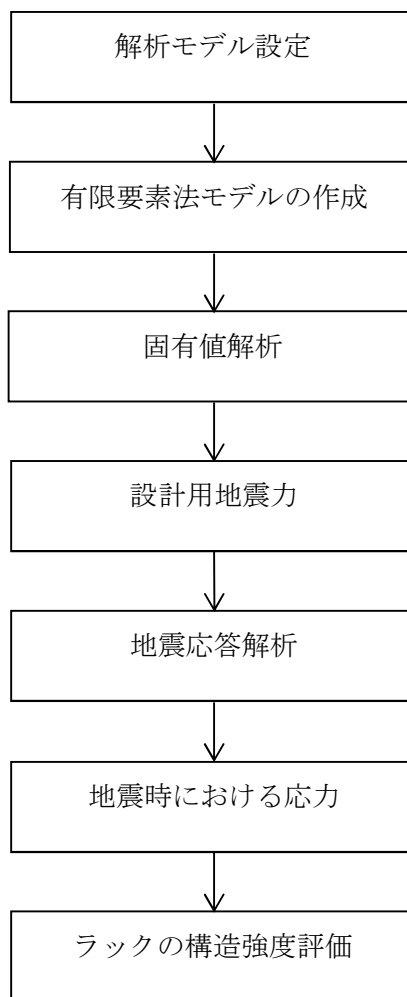 解析モデル設定
有限要素法モデルの作成
固有値解析
設計用地震力
地震応答解析
地震時における応力
ラックの構造強度評価